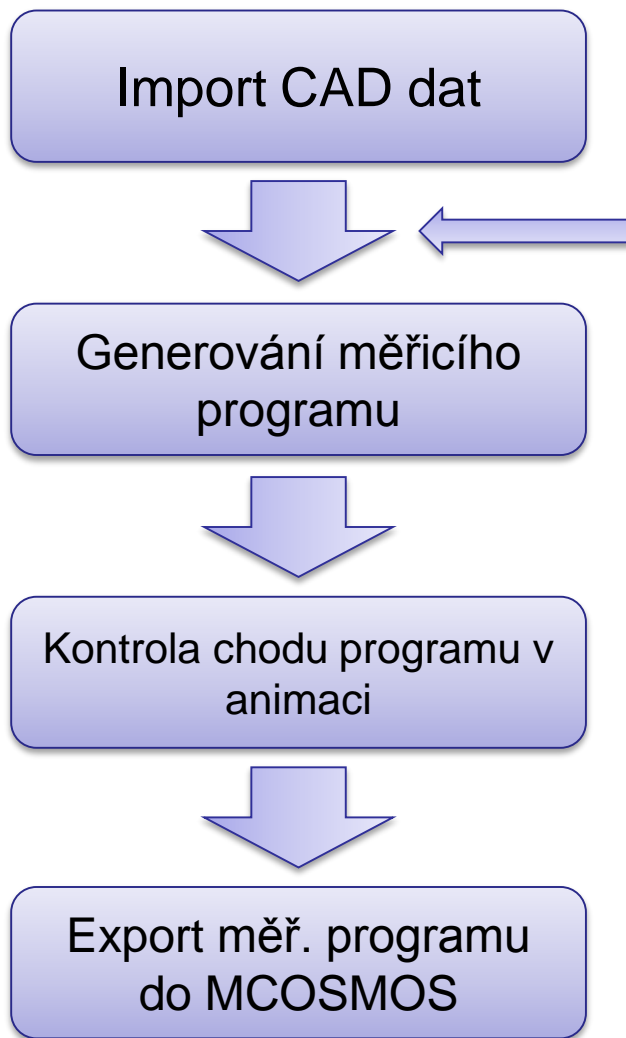 Import CAD dat
Generování měřicího
programu
Kontrola chodu programu v
animaci
Export měř. programu
do MCOSMOS